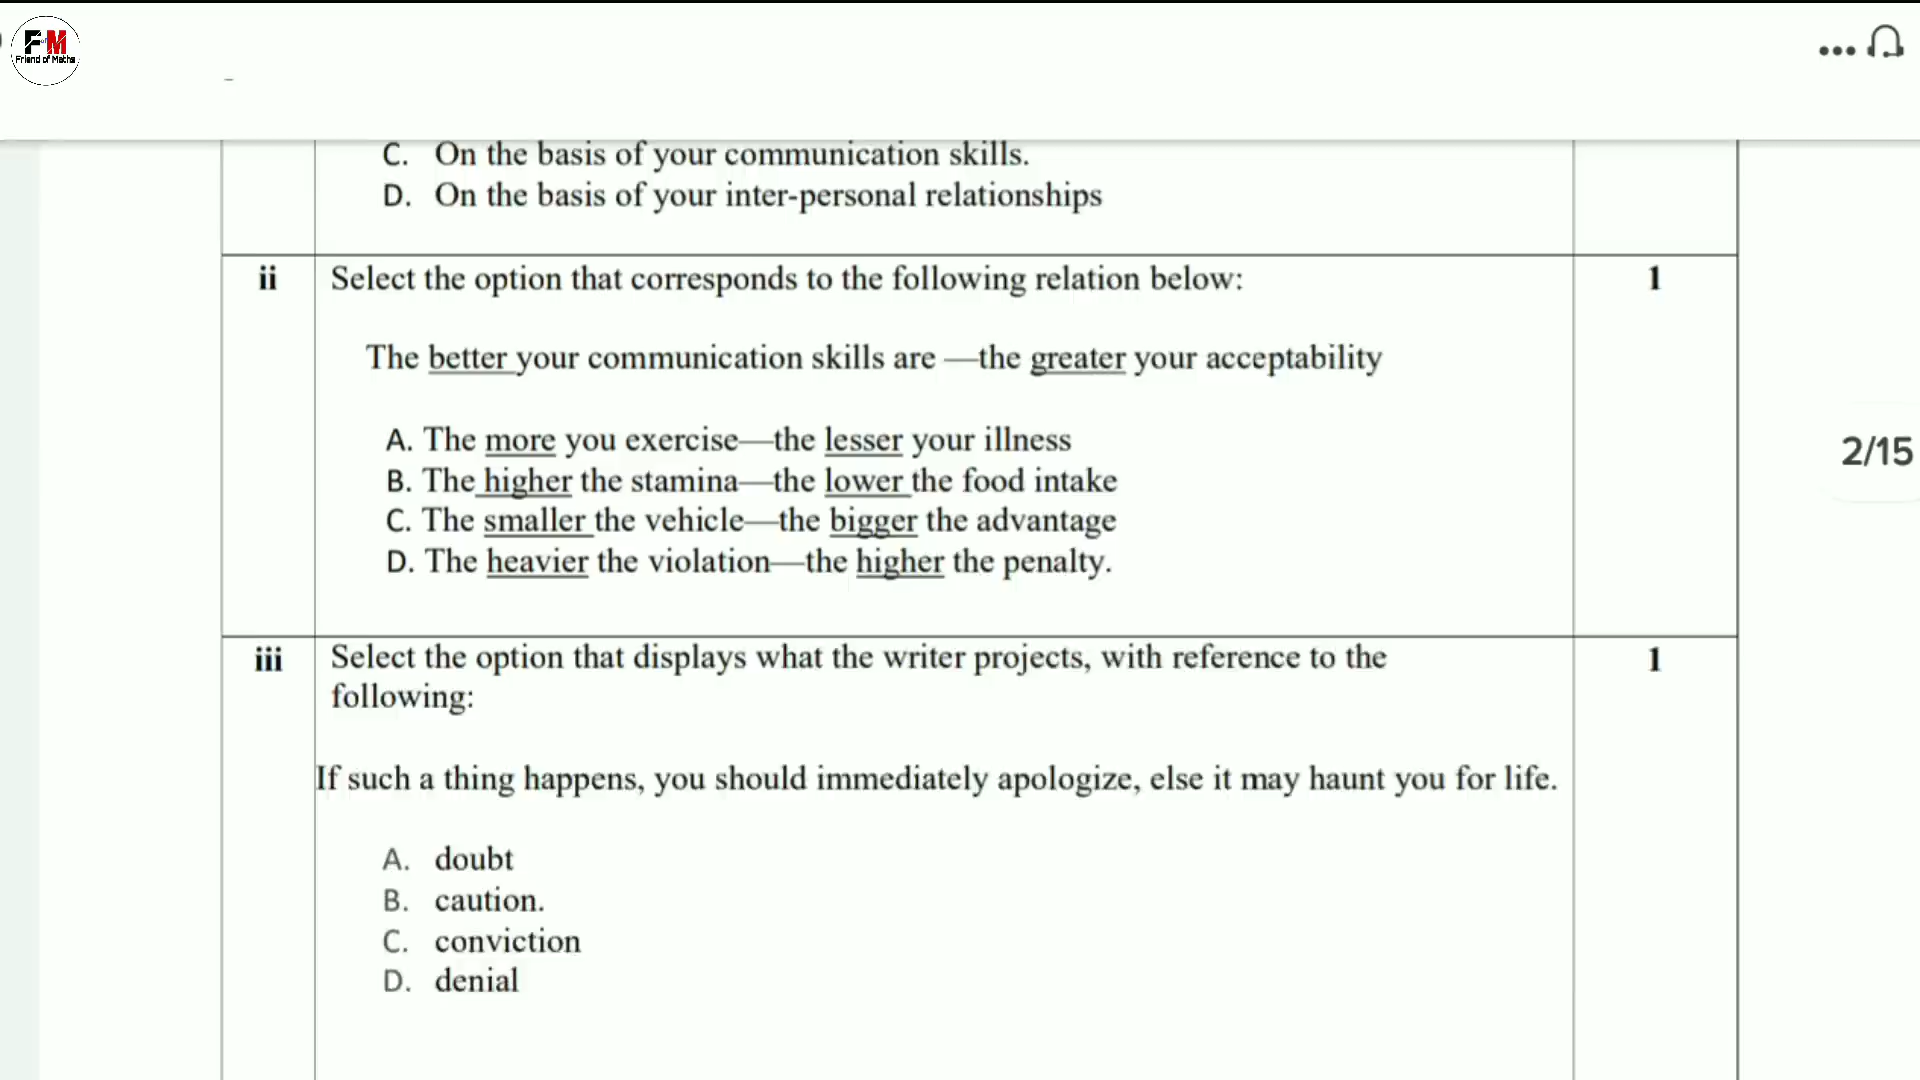 FM
Friend of Maths
C. On the basis of your communication skills.
D. On the basis of your inter-personal relationships
ii Select the option that corresponds to the following relation below: 1
The better your communication skills are —the greater your acceptability
A. The more you exercise—the lesser your illness
B. The higher the stamina—the lower the food intake
2/15
C. The smaller the vehicle—the bigger the advantage
D. The heavier the violation—the higher the penalty.
iii Select the option that displays what the writer projects, with reference to the 1
following:
If such a thing happens, you should immediately apologize, else it may haunt you for life.
A. doubt
B. caution.
C. conviction
D. denial